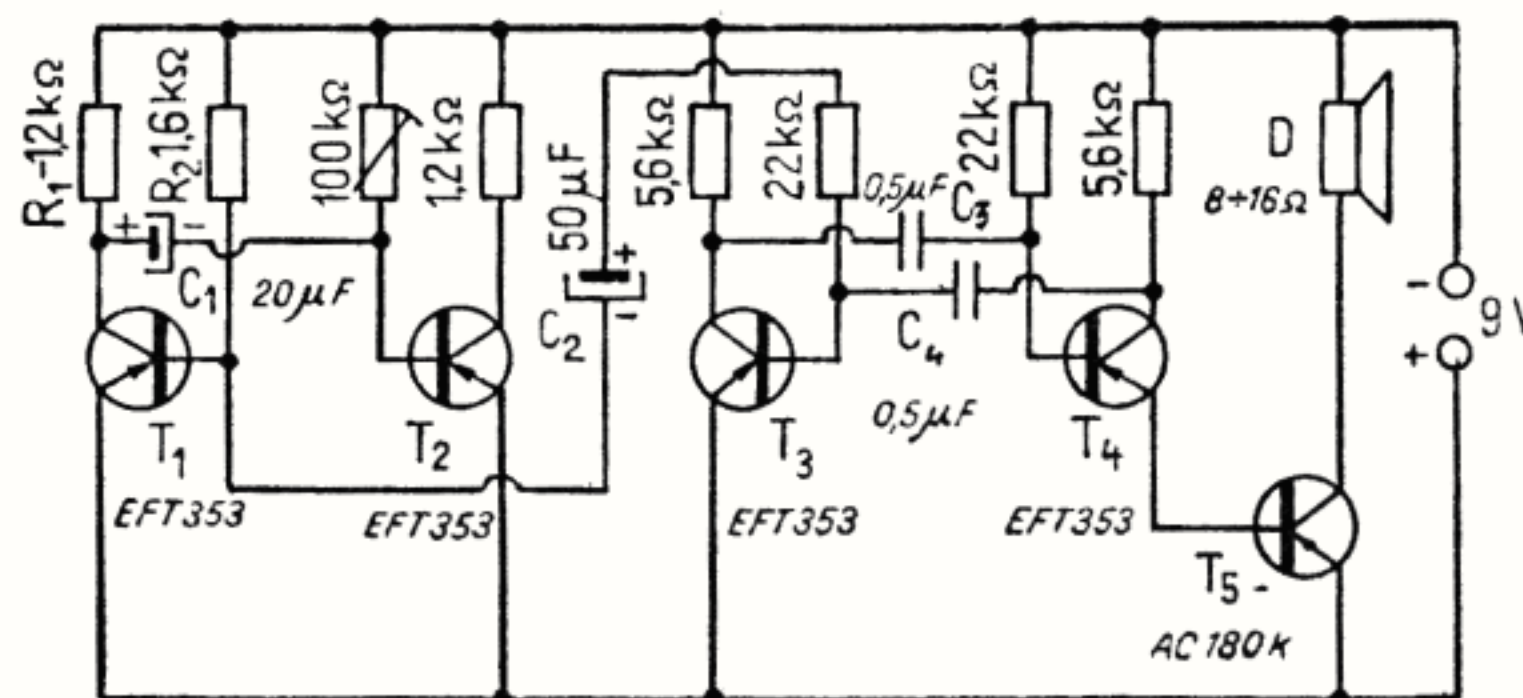 R1-1,2kΩ
R2 1,6kΩ
100kΩ
1,2kΩ
50μF
5,6kΩ
22kΩ
0,5μF
C3
22kΩ
5,6kΩ
D
8÷16Ω
+ -
C1
20μF
+
-
C2
C4
0,5μF
-
+
9V
T1
EFT353
T2
EFT353
T3
EFT353
T4
EFT353
T5-
AC 180K